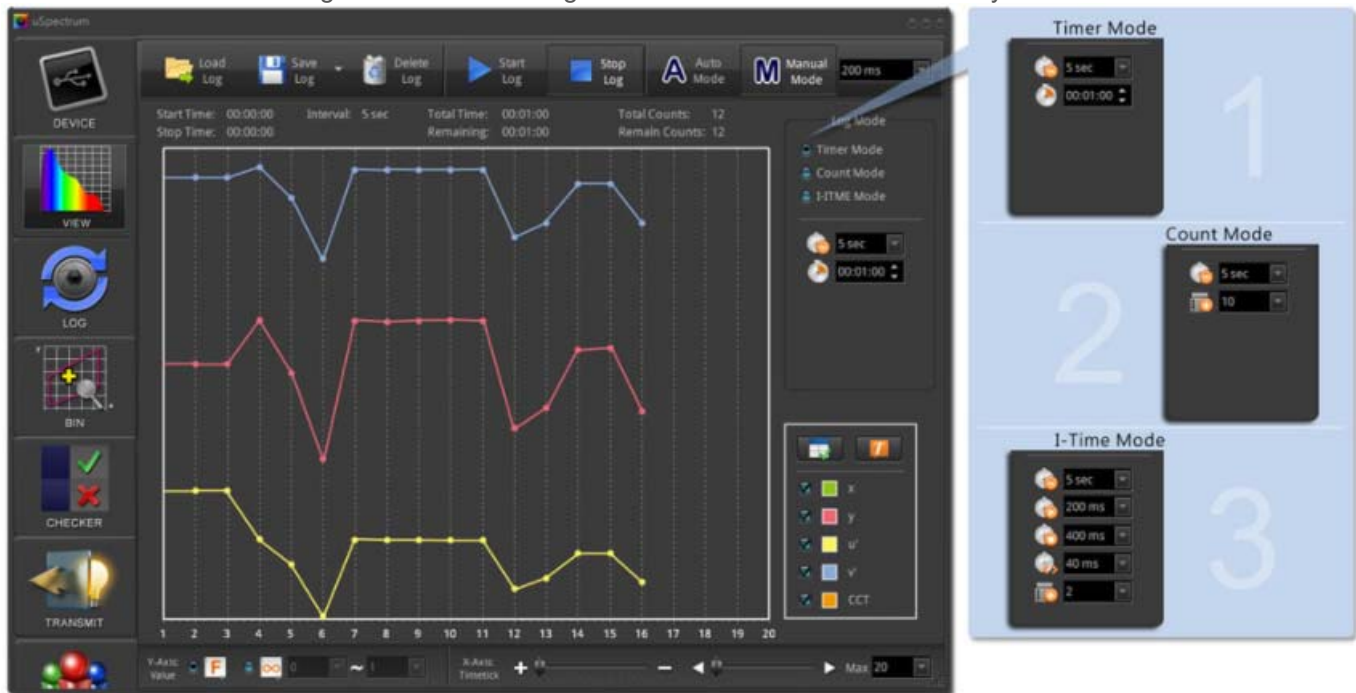 uSpectrum
DEVICE
VIEW
LOG
BIN
CHECKER
TRANSMIT
Load Log
Save Log
Delete Log
Start Log
Stop Log
A Auto Mode
M Manual Mode
200 ms
Start Time: 00:00:00 Interval: 5 sec Total Time: 00:01:00 Total Counts: 12
Stop Time: 00:00:00 Remaining: 00:01:00 Remain Counts: 12
Log Mode
Timer Mode
Count Mode
I-ITME Mode
5 sec
00:01:00
T
x
y
u'
v'
CCT
1 2 3 4 5 6 7 8 9 10 11 12 13 14 15 16 17 18 19 20
Y-Axis: Value F ∞ 0 ~ 1 X-Axis: Timetick + − Max 20
Timer Mode
5 sec
00:01:00
1
Count Mode
5 sec
10
2
I-Time Mode
5 sec
200 ms
400 ms
40 ms
2
3